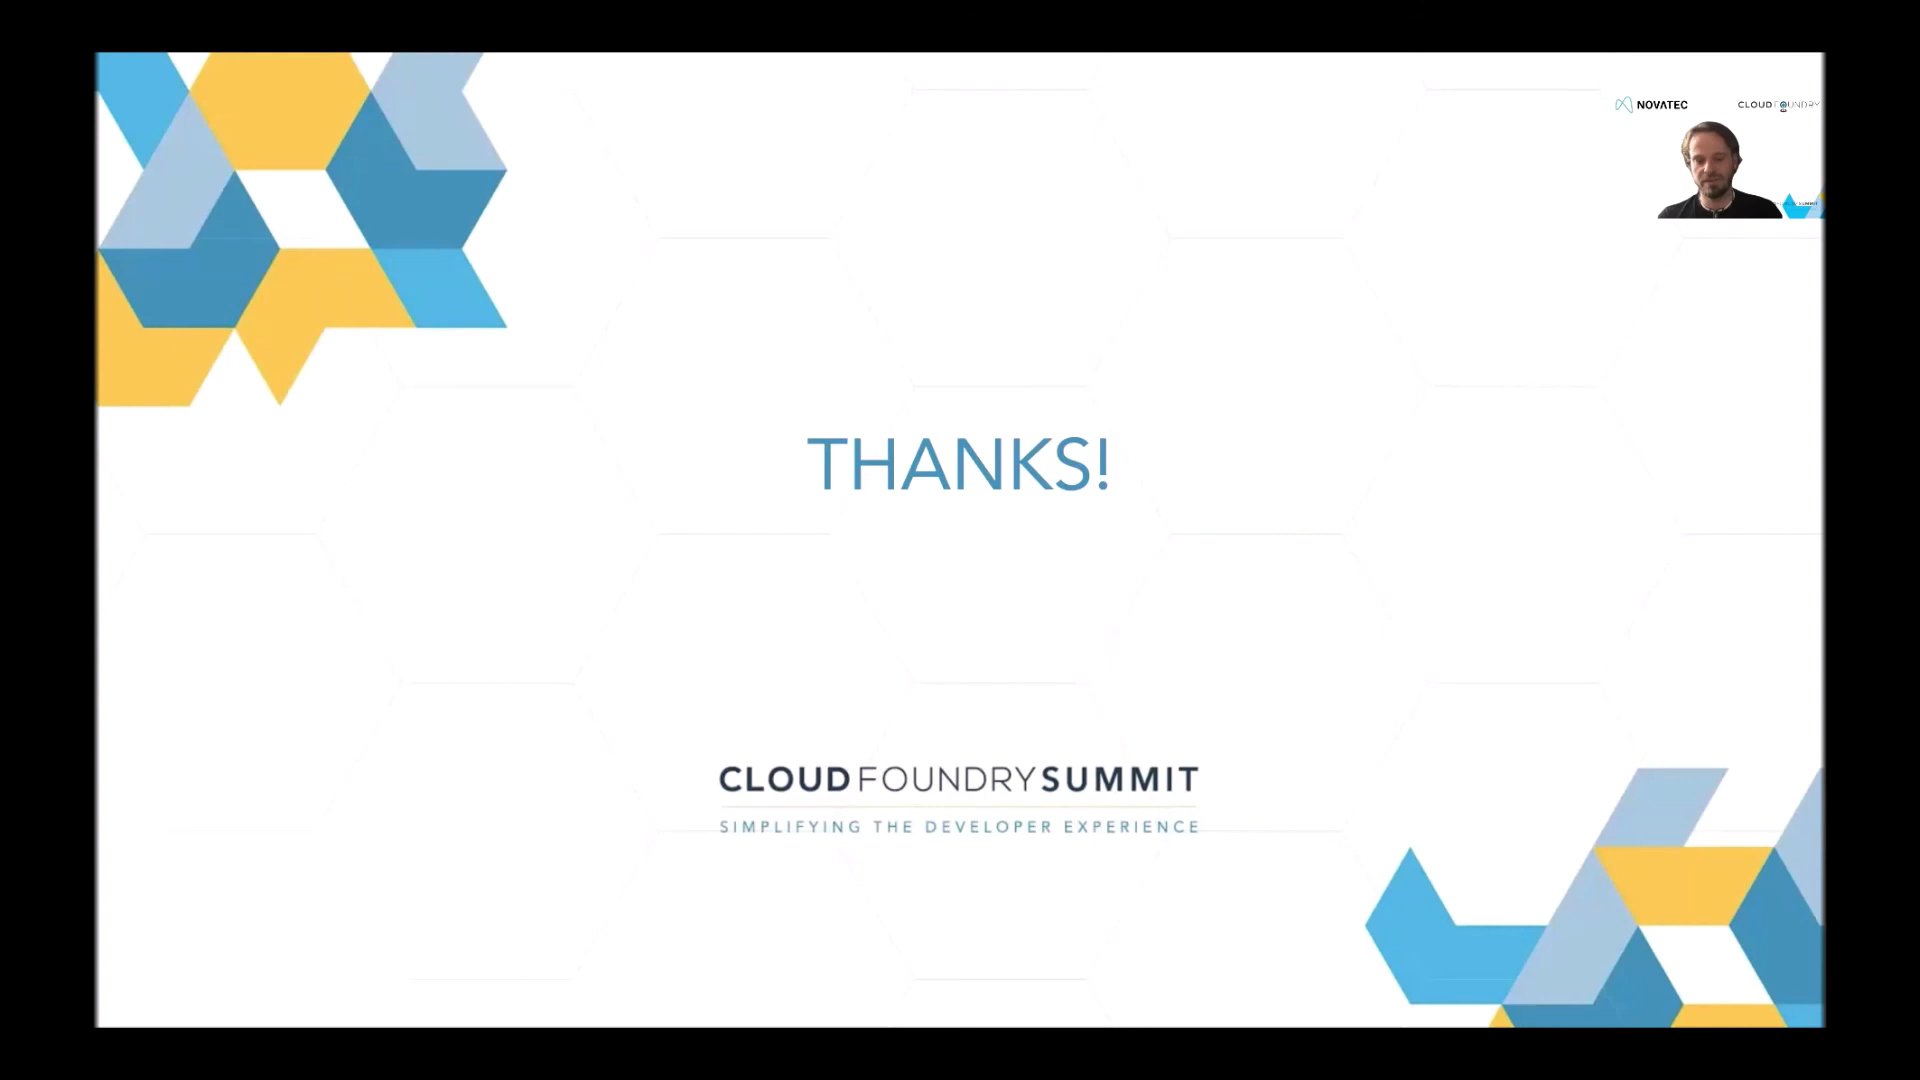 NOVATEC
CLOUD FOUNDRY
THANKS!
CLOUD FOUNDRY SUMMIT
SIMPLIFYING THE DEVELOPER EXPERIENCE